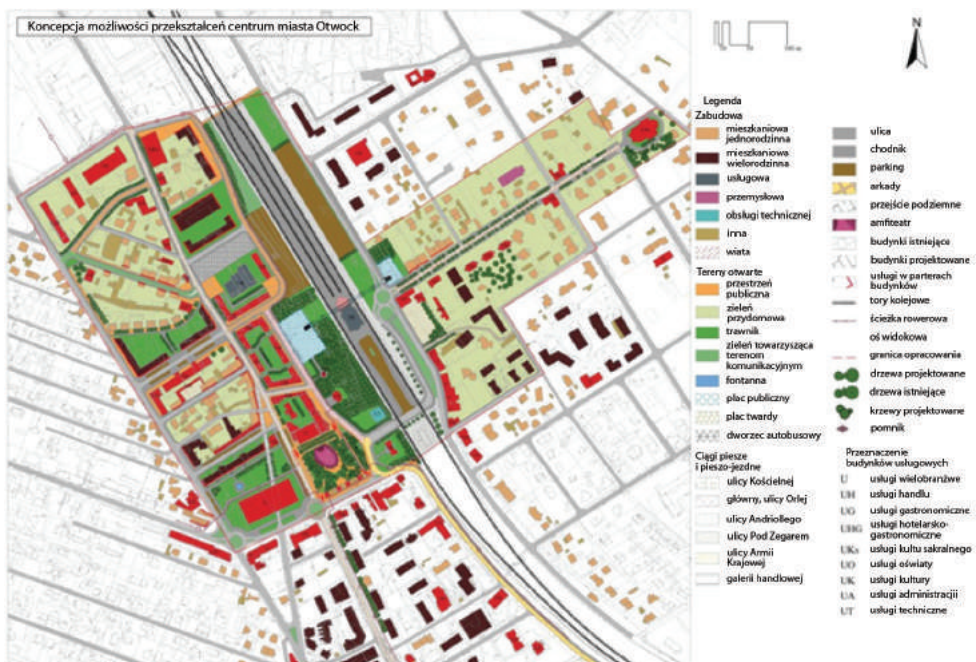 Koncepcja możliwości przekształceń centrum miasta Otwock
N
Legenda
Zabudowa
mieszkaniowa
jednorodzinna
mieszkaniowa
wielorodzinna
usługowa
przemysłowa
obsługi technicznej
inna
wiata
Tereny otwarte
przestrzeń
publiczna
zieleń
przydomowa
trawnik
zieleń towarzysząca
terenom
komunikacyjnym
fontanna
plac publiczny
plac twardy
dworzec autobusowy
Ciągi piesze
i pieszo-jezdne
ulicy Kościelnej
główny, ulicy Orlej
ulicy Andriollego
ulicy Pod Zegarem
ulicy Armii
Krajowej
galerii handlowej
ulica
chodnik
parking
arkady
przejście podziemne
amfiteatr
budynki istniejące
budynki projektowane
usługi w parterach
budynków
tory kolejowe
ścieżka rowerowa
oś widokowa
granica opracowania
drzewa projektowane
drzewa istniejące
krzewy projektowane
pomnik
Przeznaczenie
budynków usługowych
U usługi wielobranżwe
UH usługi handlu
UG usługi gastronomiczne
UHG usługi hotelarsko-
gastronomiczne
UKs usługi kultu sakralnego
UO usługi oświaty
UK usługi kultury
UA usługi administracjii
UT usługi techniczne